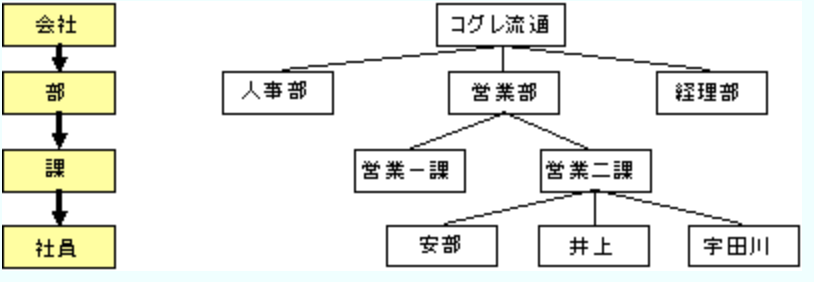 会社
コグレ流通
部
人事部
営業部
経理部
課
営業一課
営業二課
社員
安部
井上
宇田川